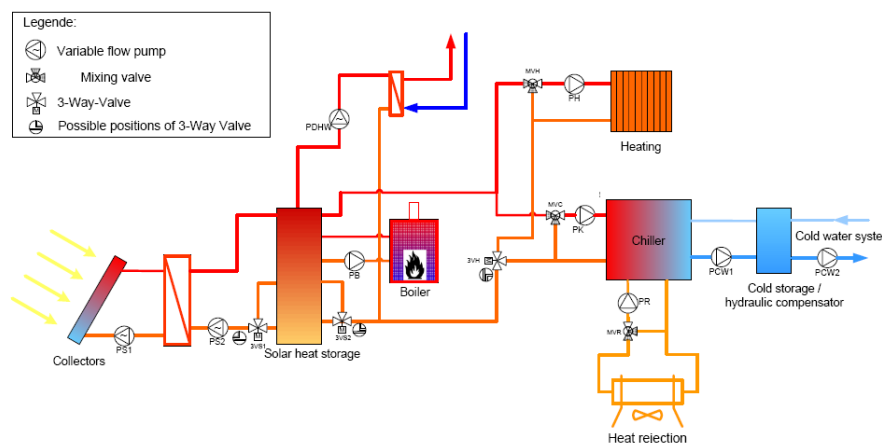 Legende:
Variable flow pump
Mixing valve
3-Way-Valve
Possible positions of 3-Way Valve
M
PDHW
MVH
PH
Heating
MVC
PK
Chiller
Cold water syste
PCW1
PCW2
Cold storage /
hydraulic compensator
3VH
M
PB
Boiler
PR
MVR
PS1
PS2
3VS1
M
3VS2
M
Collectors
Solar heat storage
Heat rejection